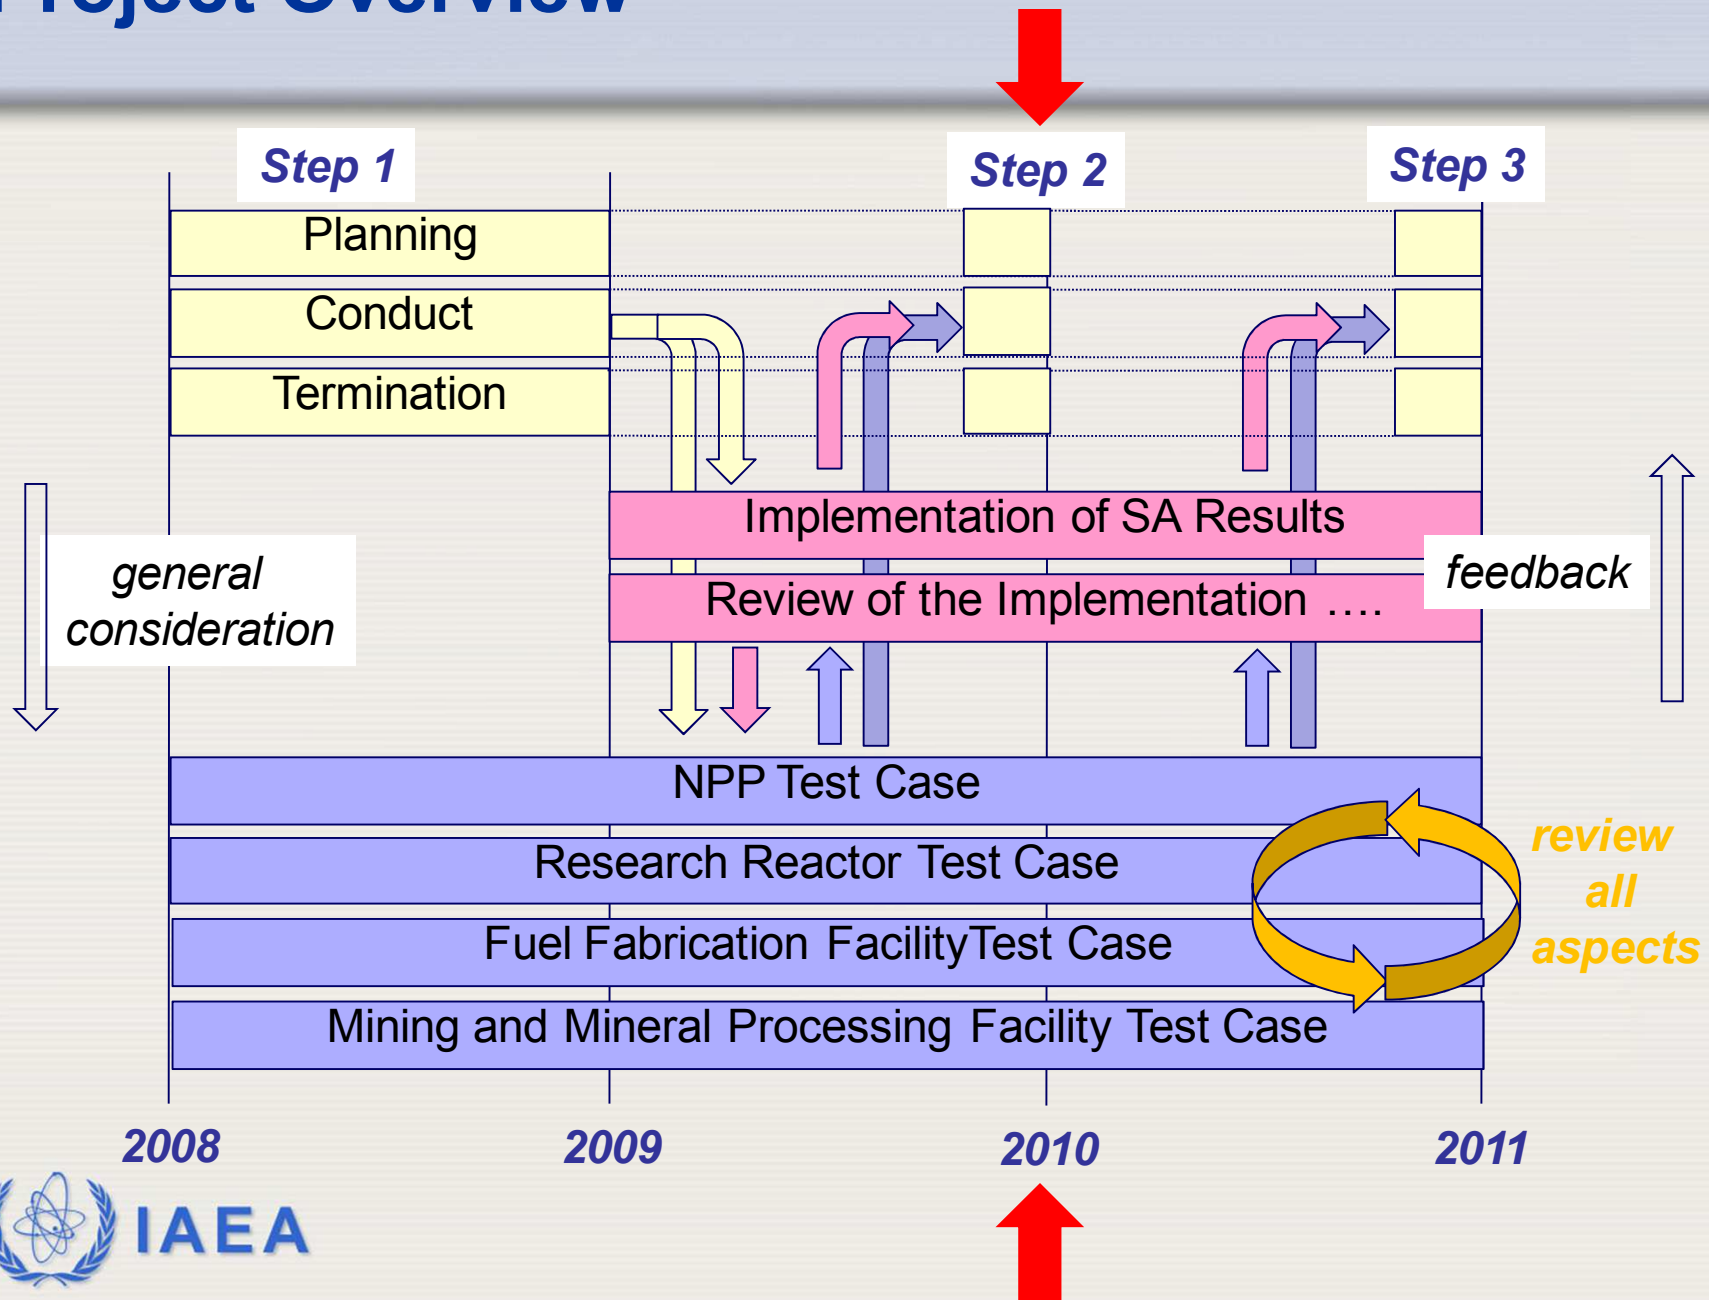 Project Overview
Step 1
Step 2
Step 3
Planning
Conduct
Termination
Implementation of SA Results
Review of the Implementation ….
general
consideration
feedback
NPP Test Case
Research Reactor Test Case
Fuel Fabrication FacilityTest Case
Mining and Mineral Processing Facility Test Case
review
all
aspects
2008
2009
2010
2011
IAEA